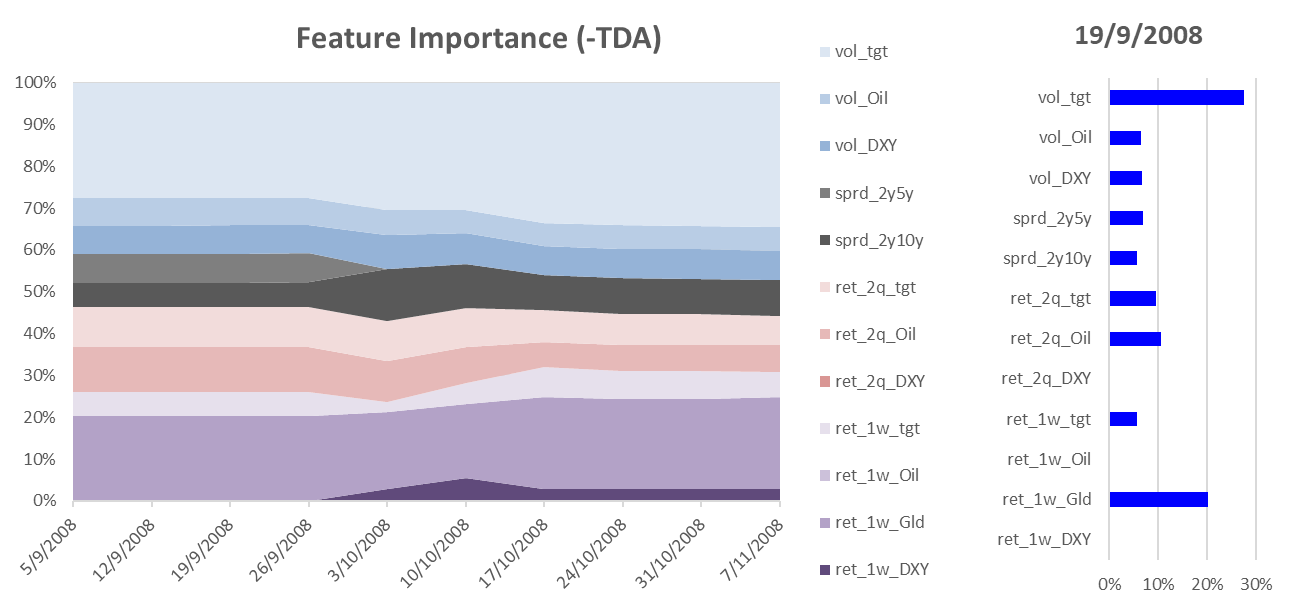 Feature Importance (-TDA)
100%
90%
80%
70%
60%
50%
40%
30%
20%
10%
0%
5/9/2008
12/9/2008
19/9/2008
26/9/2008
3/10/2008
10/10/2008
17/10/2008
24/10/2008
31/10/2008
7/11/2008
vol_tgt
vol_Oil
vol_DXY
sprd_2y5y
sprd_2y10y
ret_2q_tgt
ret_2q_Oil
ret_2q_DXY
ret_1w_tgt
ret_1w_Oil
ret_1w_Gld
ret_1w_DXY
19/9/2008
vol_tgt
vol_Oil
vol_DXY
sprd_2y5y
sprd_2y10y
ret_2q_tgt
ret_2q_Oil
ret_2q_DXY
ret_1w_tgt
ret_1w_Oil
ret_1w_Gld
ret_1w_DXY
0% 10% 20% 30%